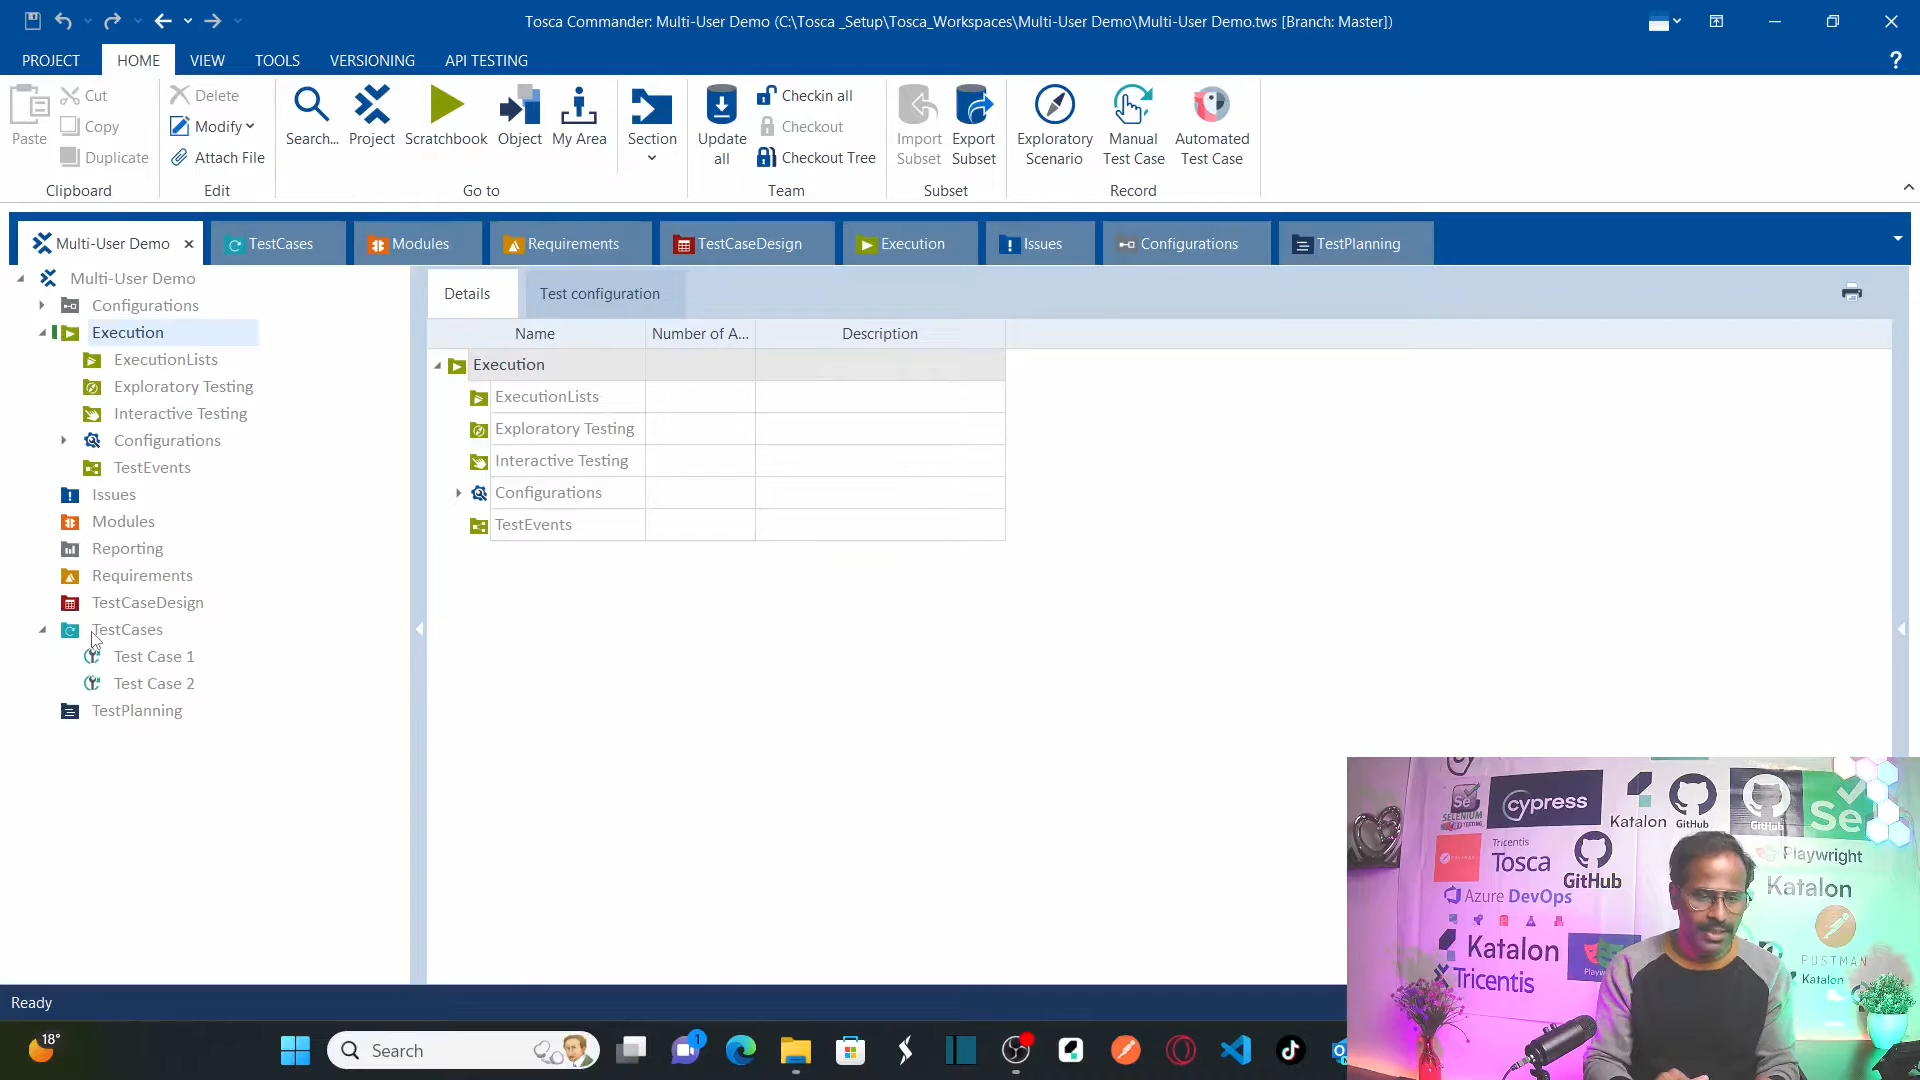 Tosca Commander: Multi-User Demo (C:\Tosca _Setup\Tosca_Workspaces\Multi-User Demo\Multi-User Demo.tws [Branch: Master])
PROJECT HOME VIEW TOOLS VERSIONING API TESTING ?
Paste
Cut
Copy
Duplicate
Clipboard
Delete
Modify
Attach File
Edit
Search... Project Scratchbook Object My Area Section
Go to
Update all
Checkin all
Checkout
Checkout Tree
Team
Import Subset
Export Subset
Subset
Exploratory Scenario
Manual Test Case
Automated Test Case
Record
Multi-User Demo TestCases Modules Requirements TestCaseDesign Execution Issues Configurations TestPlanning
Multi-User Demo
Configurations
Execution
ExecutionLists
Exploratory Testing
Interactive Testing
Configurations
TestEvents
Issues
Modules
Reporting
Requirements
TestCaseDesign
TestCases
Test Case 1
Test Case 2
TestPlanning
Details Test configuration
Name Number of A... Description
Execution
ExecutionLists
Exploratory Testing
Interactive Testing
Configurations
TestEvents
SELENIUM
cypress
Katalon
GitHub
GitHub
Se
Tricentis
Tosca
GitHub
Playwright
Katalon
Azure DevOps
Katalon
Tricentis
POSTMAN
Katalon
Ready
18°
Search
1